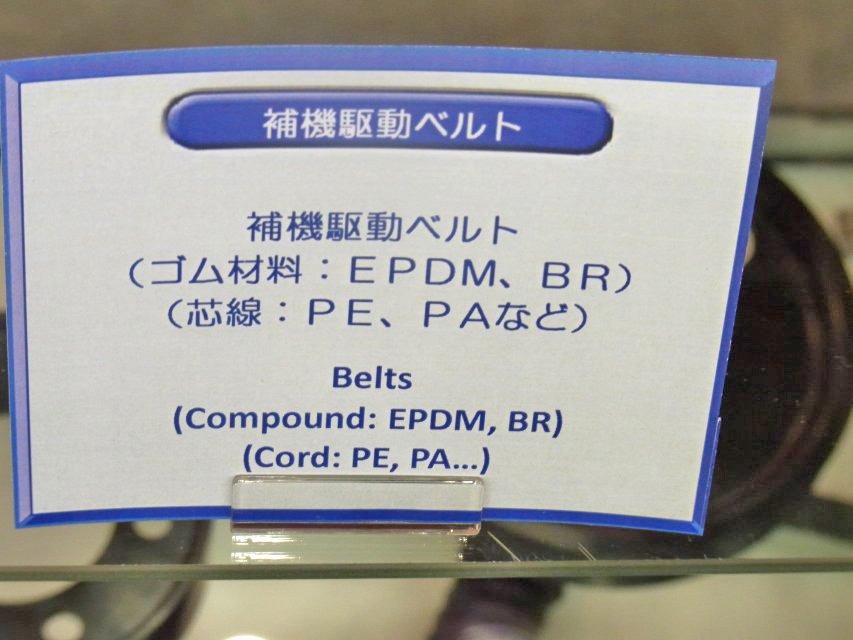 補機駆動ベルト
補機駆動ベルト
（ゴム材料：ＥＰＤＭ、ＢＲ）
（芯線：ＰＥ、ＰＡなど）
Belts
(Compound: EPDM, BR)
(Cord: PE, PA...)